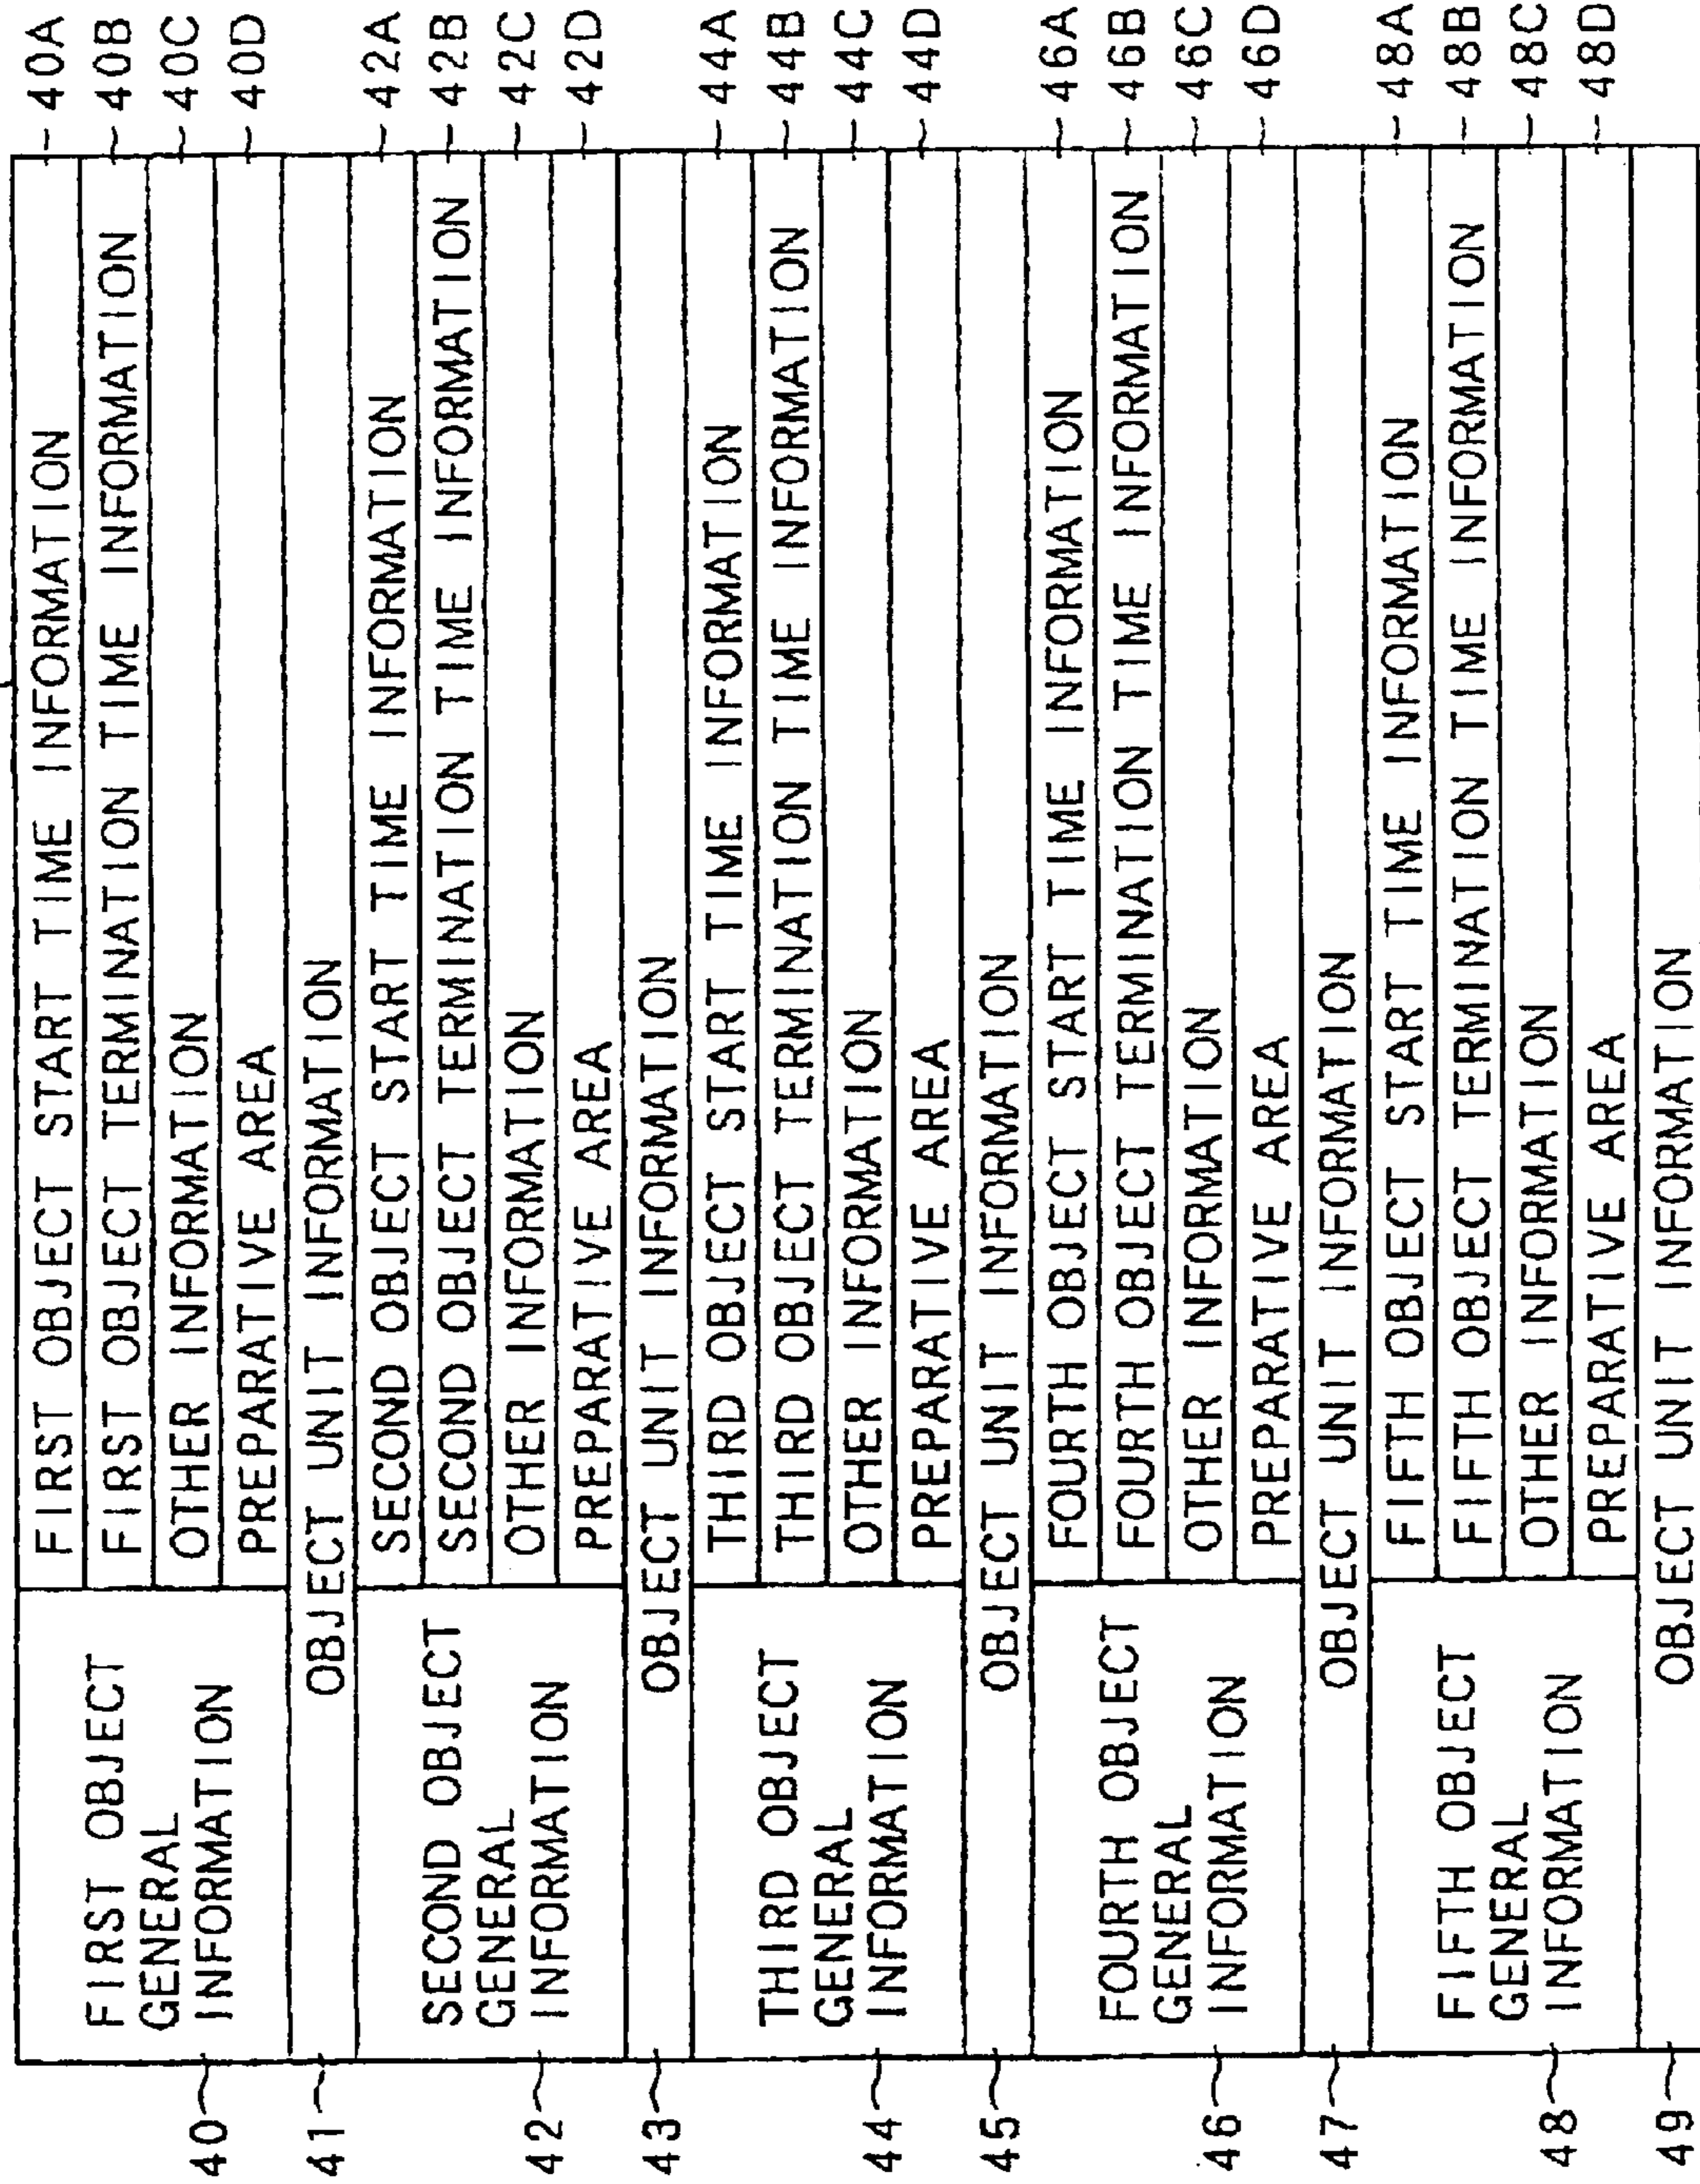 FIRST OBJECT
GENERAL
INFORMATION
40
FIRST OBJECT START TIME INFORMATION
40A
FIRST OBJECT TERMINATION TIME INFORMATION
40B
OTHER INFORMATION
40C
PREPARATIVE AREA
40D
41
OBJECT UNIT INFORMATION
SECOND OBJECT
GENERAL
INFORMATION
42
SECOND OBJECT START TIME INFORMATION
42A
SECOND OBJECT TERMINATION TIME INFORMATION
42B
OTHER INFORMATION
42C
PREPARATIVE AREA
42D
43
OBJECT UNIT INFORMATION
THIRD OBJECT
GENERAL
INFORMATION
44
THIRD OBJECT START TIME INFORMATION
44A
THIRD OBJECT TERMINATION TIME INFORMATION
44B
OTHER INFORMATION
44C
PREPARATIVE AREA
44D
45
OBJECT UNIT INFORMATION
FOURTH OBJECT
GENERAL
INFORMATION
46
FOURTH OBJECT START TIME INFORMATION
46A
FOURTH OBJECT TERMINATION TIME INFORMATION
46B
OTHER INFORMATION
46C
PREPARATIVE AREA
46D
47
OBJECT UNIT INFORMATION
FIFTH OBJECT
GENERAL
INFORMATION
48
FIFTH OBJECT START TIME INFORMATION
48A
FIFTH OBJECT TERMINATION TIME INFORMATION
48B
OTHER INFORMATION
48C
PREPARATIVE AREA
48D
49
OBJECT UNIT INFORMATION